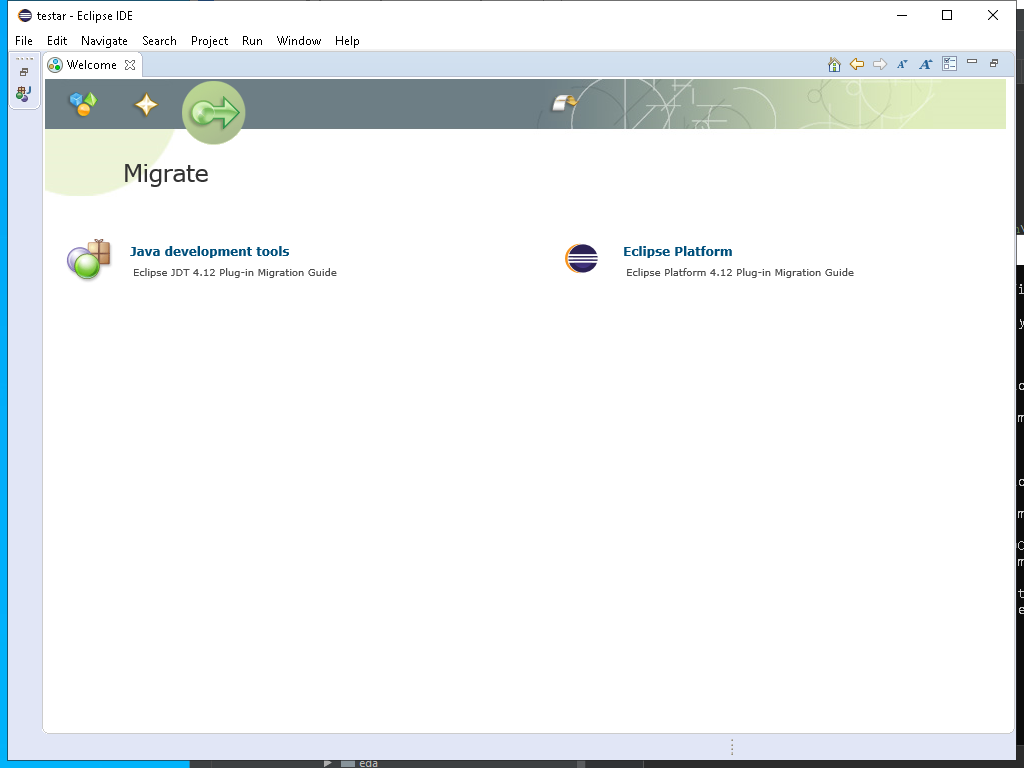 testar - Eclipse IDE
File Edit Navigate Search Project Run Window Help
Welcome
Migrate
Java development tools
Eclipse JDT 4.12 Plug-in Migration Guide
Eclipse Platform
Eclipse Platform 4.12 Plug-in Migration Guide
eda